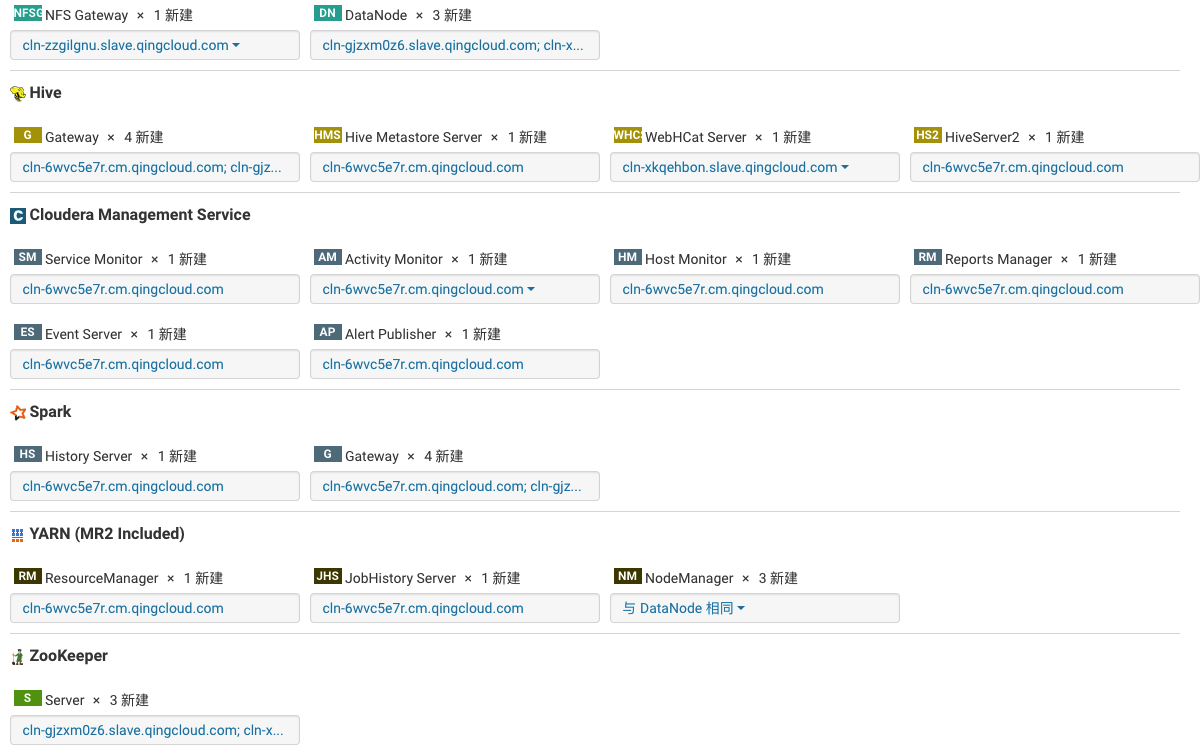 NFSG NFS Gateway × 1 新建 DN DataNode × 3 新建
cln-zzgilgnu.slave.qingcloud.com cln-gjzxm0z6.slave.qingcloud.com; cln-x...
Hive
G Gateway × 4 新建 HMS Hive Metastore Server × 1 新建 WHCS WebHCat Server × 1 新建 HS2 HiveServer2 × 1 新建
cln-6wvc5e7r.cm.qingcloud.com; cln-gjz... cln-6wvc5e7r.cm.qingcloud.com cln-xkqehbon.slave.qingcloud.com cln-6wvc5e7r.cm.qingcloud.com
C Cloudera Management Service
SM Service Monitor × 1 新建 AM Activity Monitor × 1 新建 HM Host Monitor × 1 新建 RM Reports Manager × 1 新建
cln-6wvc5e7r.cm.qingcloud.com cln-6wvc5e7r.cm.qingcloud.com cln-6wvc5e7r.cm.qingcloud.com cln-6wvc5e7r.cm.qingcloud.com
ES Event Server × 1 新建 AP Alert Publisher × 1 新建
cln-6wvc5e7r.cm.qingcloud.com cln-6wvc5e7r.cm.qingcloud.com
Spark
HS History Server × 1 新建 G Gateway × 4 新建
cln-6wvc5e7r.cm.qingcloud.com cln-6wvc5e7r.cm.qingcloud.com; cln-gjz...
YARN (MR2 Included)
RM ResourceManager × 1 新建 JHS JobHistory Server × 1 新建 NM NodeManager × 3 新建
cln-6wvc5e7r.cm.qingcloud.com cln-6wvc5e7r.cm.qingcloud.com 与 DataNode 相同
ZooKeeper
S Server × 3 新建
cln-gjzxm0z6.slave.qingcloud.com; cln-x...